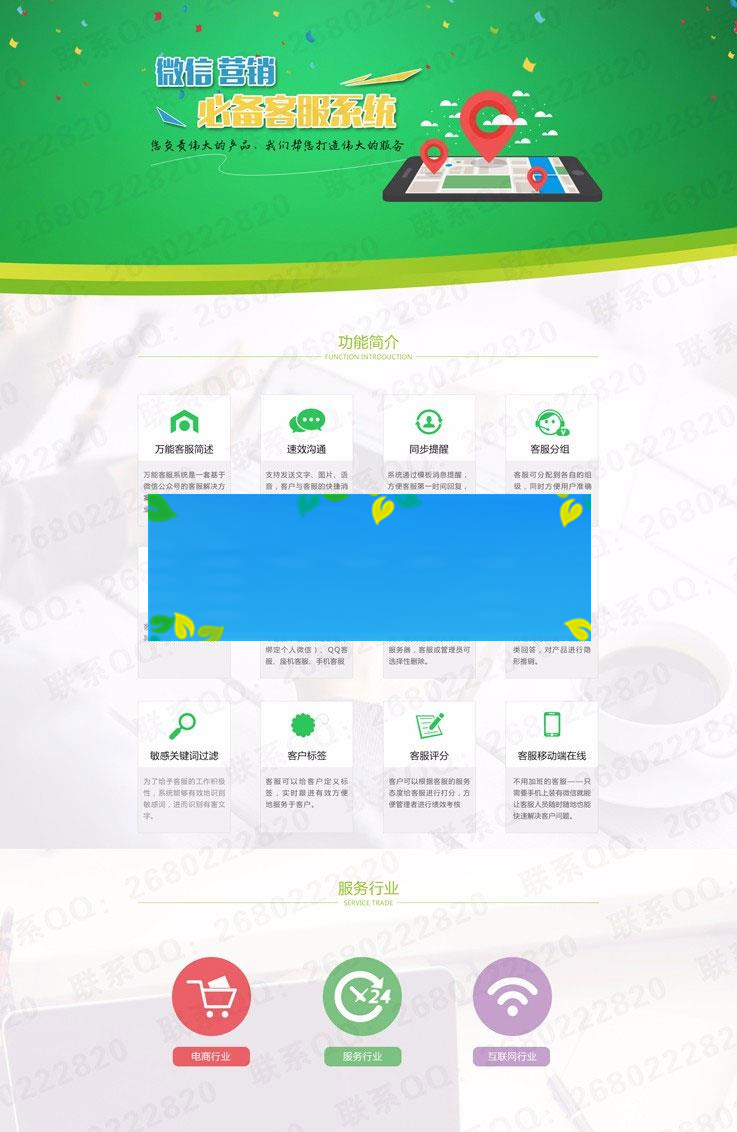 微信 营销
必备客服系统
您负责伟大的产品、我们帮您打造伟大的服务
功能简介
FUNCTION INTRODUCTION
万能客服简述
万能客服系统是一套基于
微信公众号的客服解决方
速效沟通
支持发送文字、图片、语
音，客户与客服的快捷消
同步提醒
系统通过模板消息提醒，
方便客服第一时间回复，
客服分组
客服可分配到各自的组
级，同时方便用户准确
绑定个人微信）、QQ客
服、座机客服、手机客服
服务器，客服或管理员可
选择性删除。
类回答，对产品进行隐
形推销。
敏感关键词过滤
为了给予客服的工作积极
性，系统能够有效地识别
敏感词，进而识别有害文
字。
客户标签
客服可以给客户定义标
签，实时跟进有效方便
地服务于客户。
客服评分
客户可以根据客服的服务
态度给客服进行打分，方
便管理者进行绩效考核
客服移动端在线
不用加班的客服——只
需要手机上装有微信就能
让客服人员随时随地也能
快速解决客户问题。
服务行业
SERVICE TRADE
24
电商行业
服务行业
互联网行业
联系QQ：2680222820